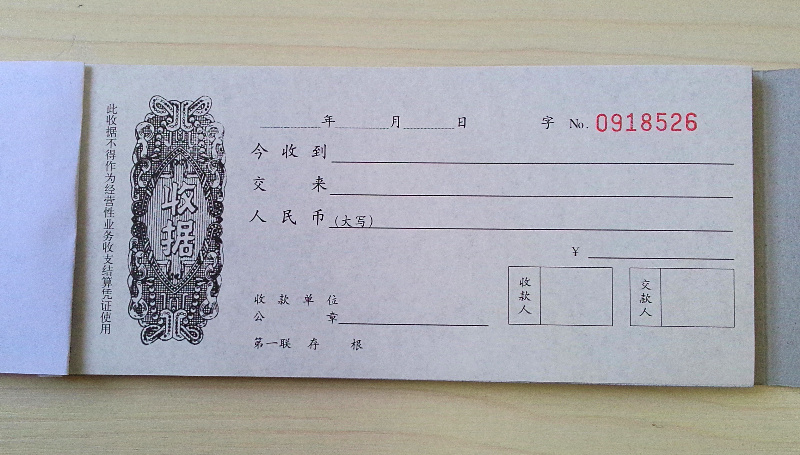 此收据不得作为经营性业务收支结算凭证使用
收据
年 月 日 字 No. 0918526
今收到
交 来
人民币(大写)
¥
收款单位
公 章
收款人
交款人
第一联 存 根